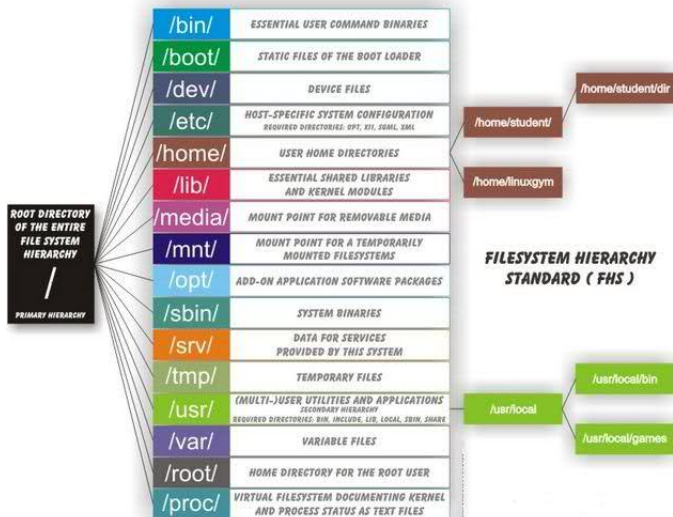 ROOT DIRECTORY
OF THE ENTIRE
FILE SYSTEM
HIERARCHY
/
PRIMARY HIERARCHY
/bin/ ESSENTIAL USER COMMAND BINARIES
/boot/ STATIC FILES OF THE BOOT LOADER
/dev/ DEVICE FILES
/etc/ HOST-SPECIFIC SYSTEM CONFIGURATION
REQUIRED DIRECTORIES: OPT, X11, SGML, XML
/home/ USER HOME DIRECTORIES
/lib/ ESSENTIAL SHARED LIBRARIES
AND KERNEL MODULES
/media/ MOUNT POINT FOR REMOVABLE MEDIA
/mnt/ MOUNT POINT FOR A TEMPORARILY
MOUNTED FILESYSTEMS
/opt/ ADD-ON APPLICATION SOFTWARE PACKAGES
/sbin/ SYSTEM BINARIES
/srv/ DATA FOR SERVICES
PROVIDED BY THIS SYSTEM
/tmp/ TEMPORARY FILES
/usr/ (MULTI-)USER UTILITIES AND APPLICATIONS
SECONDARY HIERARCHY
REQUIRED DIRECTORIES: BIN, INCLUDE, LIB, LOCAL, SBIN, SHARE
/var/ VARIABLE FILES
/root/ HOME DIRECTORY FOR THE ROOT USER
/proc/ VIRTUAL FILESYSTEM DOCUMENTING KERNEL
AND PROCESS STATUS AS TEXT FILES
/home/student/
/home/student/dir
/home/linuxgym
FILESYSTEM HIERARCHY
STANDARD ( FHS )
/usr/local
/usr/local/bin
/usr/local/games